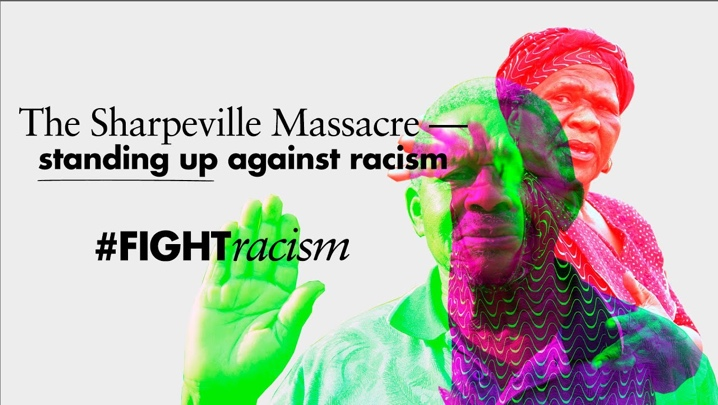 The Sharpeville Massacre —
standing up against racism
#FIGHTracism